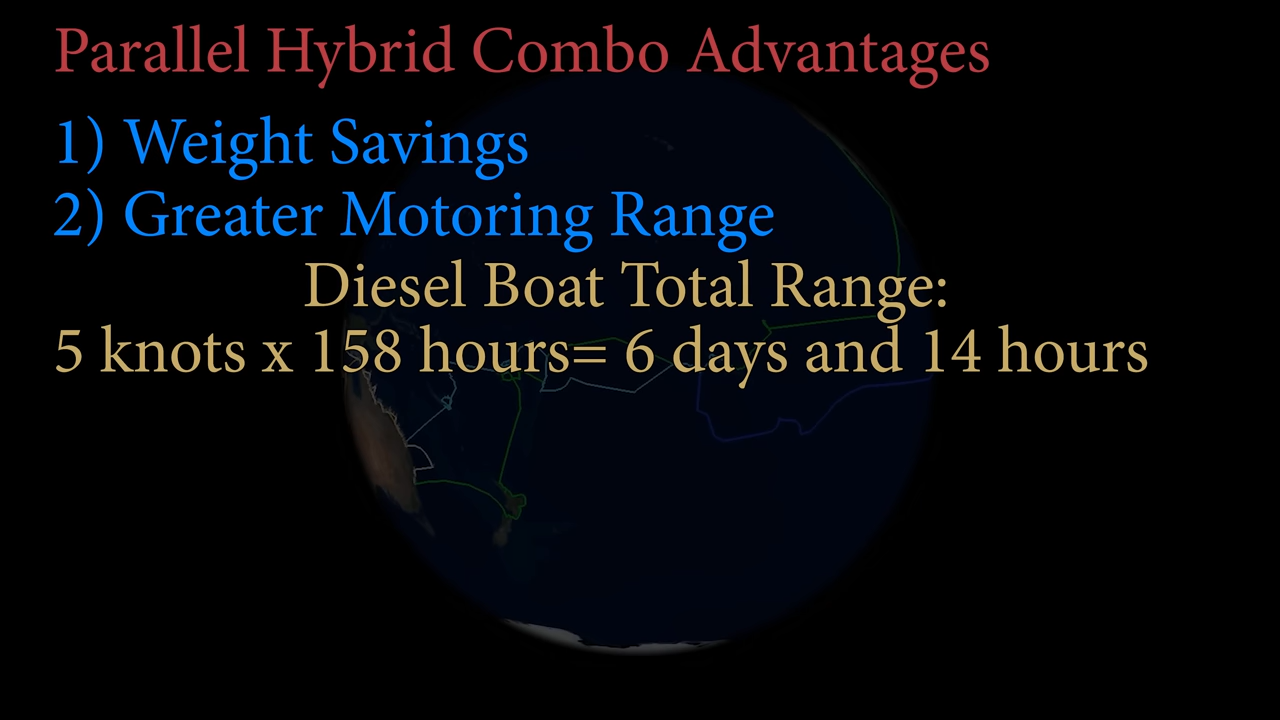 Parallel Hybrid Combo Advantages
1) Weight Savings
2) Greater Motoring Range
Diesel Boat Total Range:
5 knots x 158 hours= 6 days and 14 hours